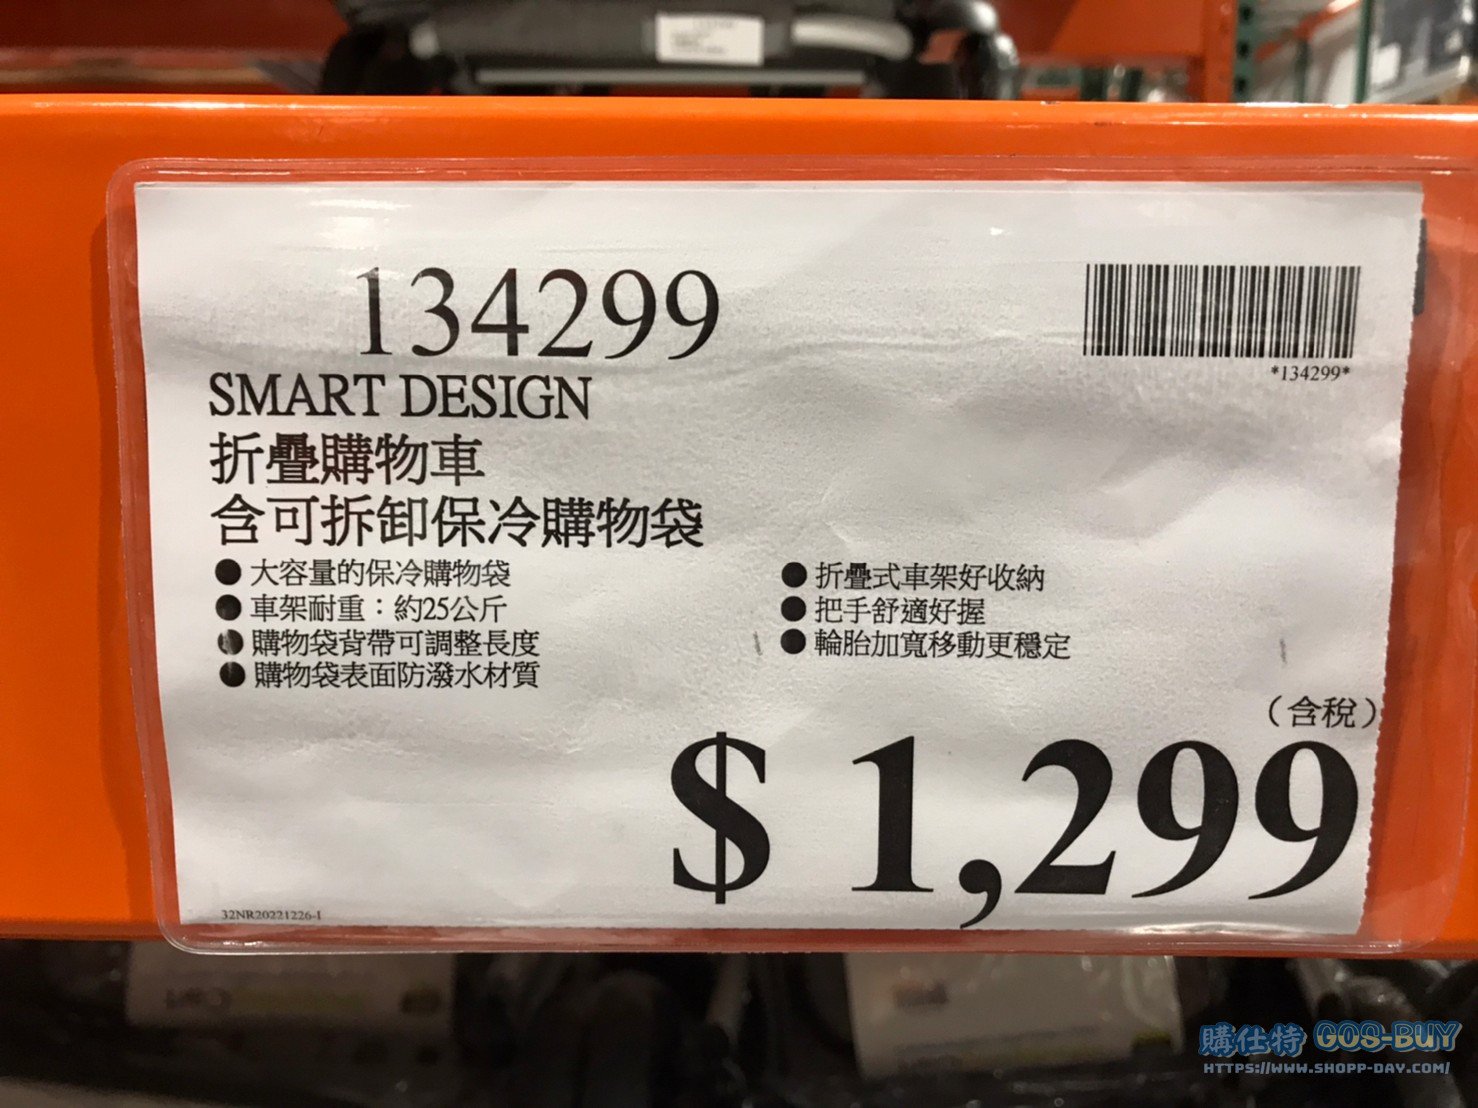 134299
*134299*
SMART DESIGN
折疊購物車
含可拆卸保冷購物袋
●大容量的保冷購物袋
●車架耐重：約25公斤
●購物袋背帶可調整長度
●購物袋表面防潑水材質
●折疊式車架好收納
●把手舒適好握
●輪胎加寬移動更穩定
（含稅）
$ 1,299
32NR20221226-1
購仕特 GOS-BUY
HTTPS://WWW.SHOPP-DAY.COM/